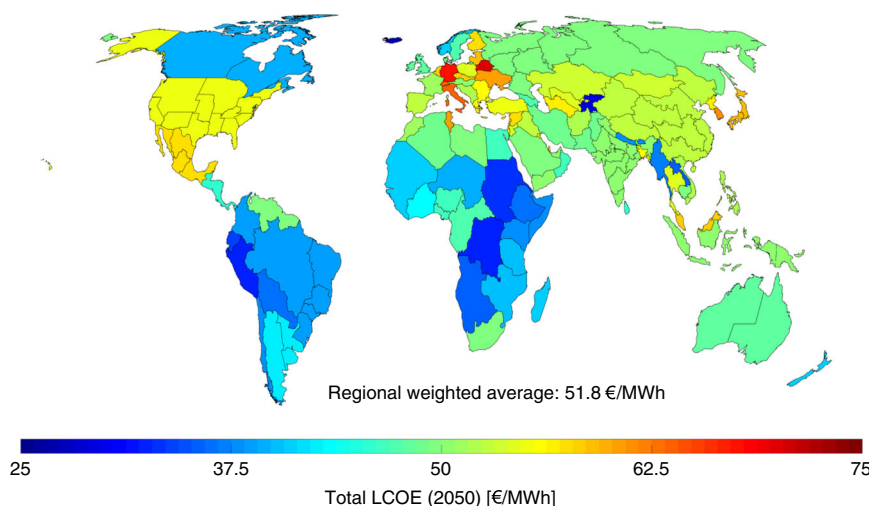 Regional weighted average: 51.8 €/MWh
25 37.5 50 62.5 75
Total LCOE (2050) [€/MWh]